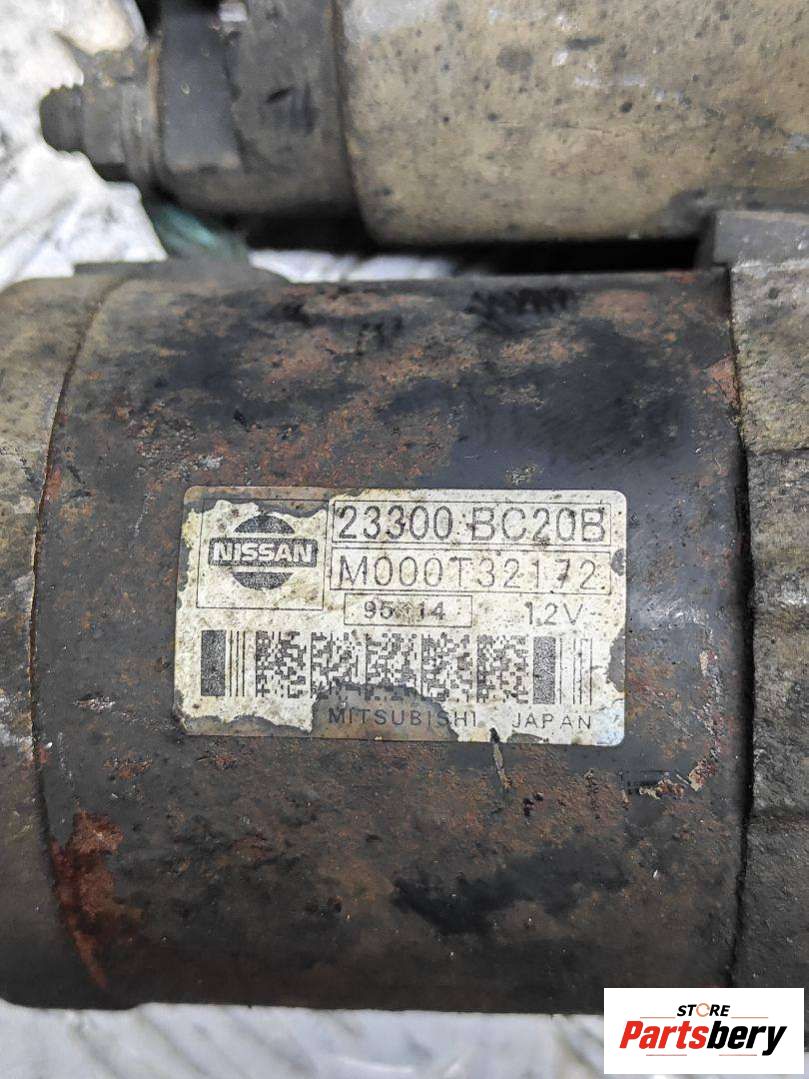 NISSAN
23300 BC20B
M000T32172
95 14 12V
MITSUBISHI JAPAN
STORE
Partsbery